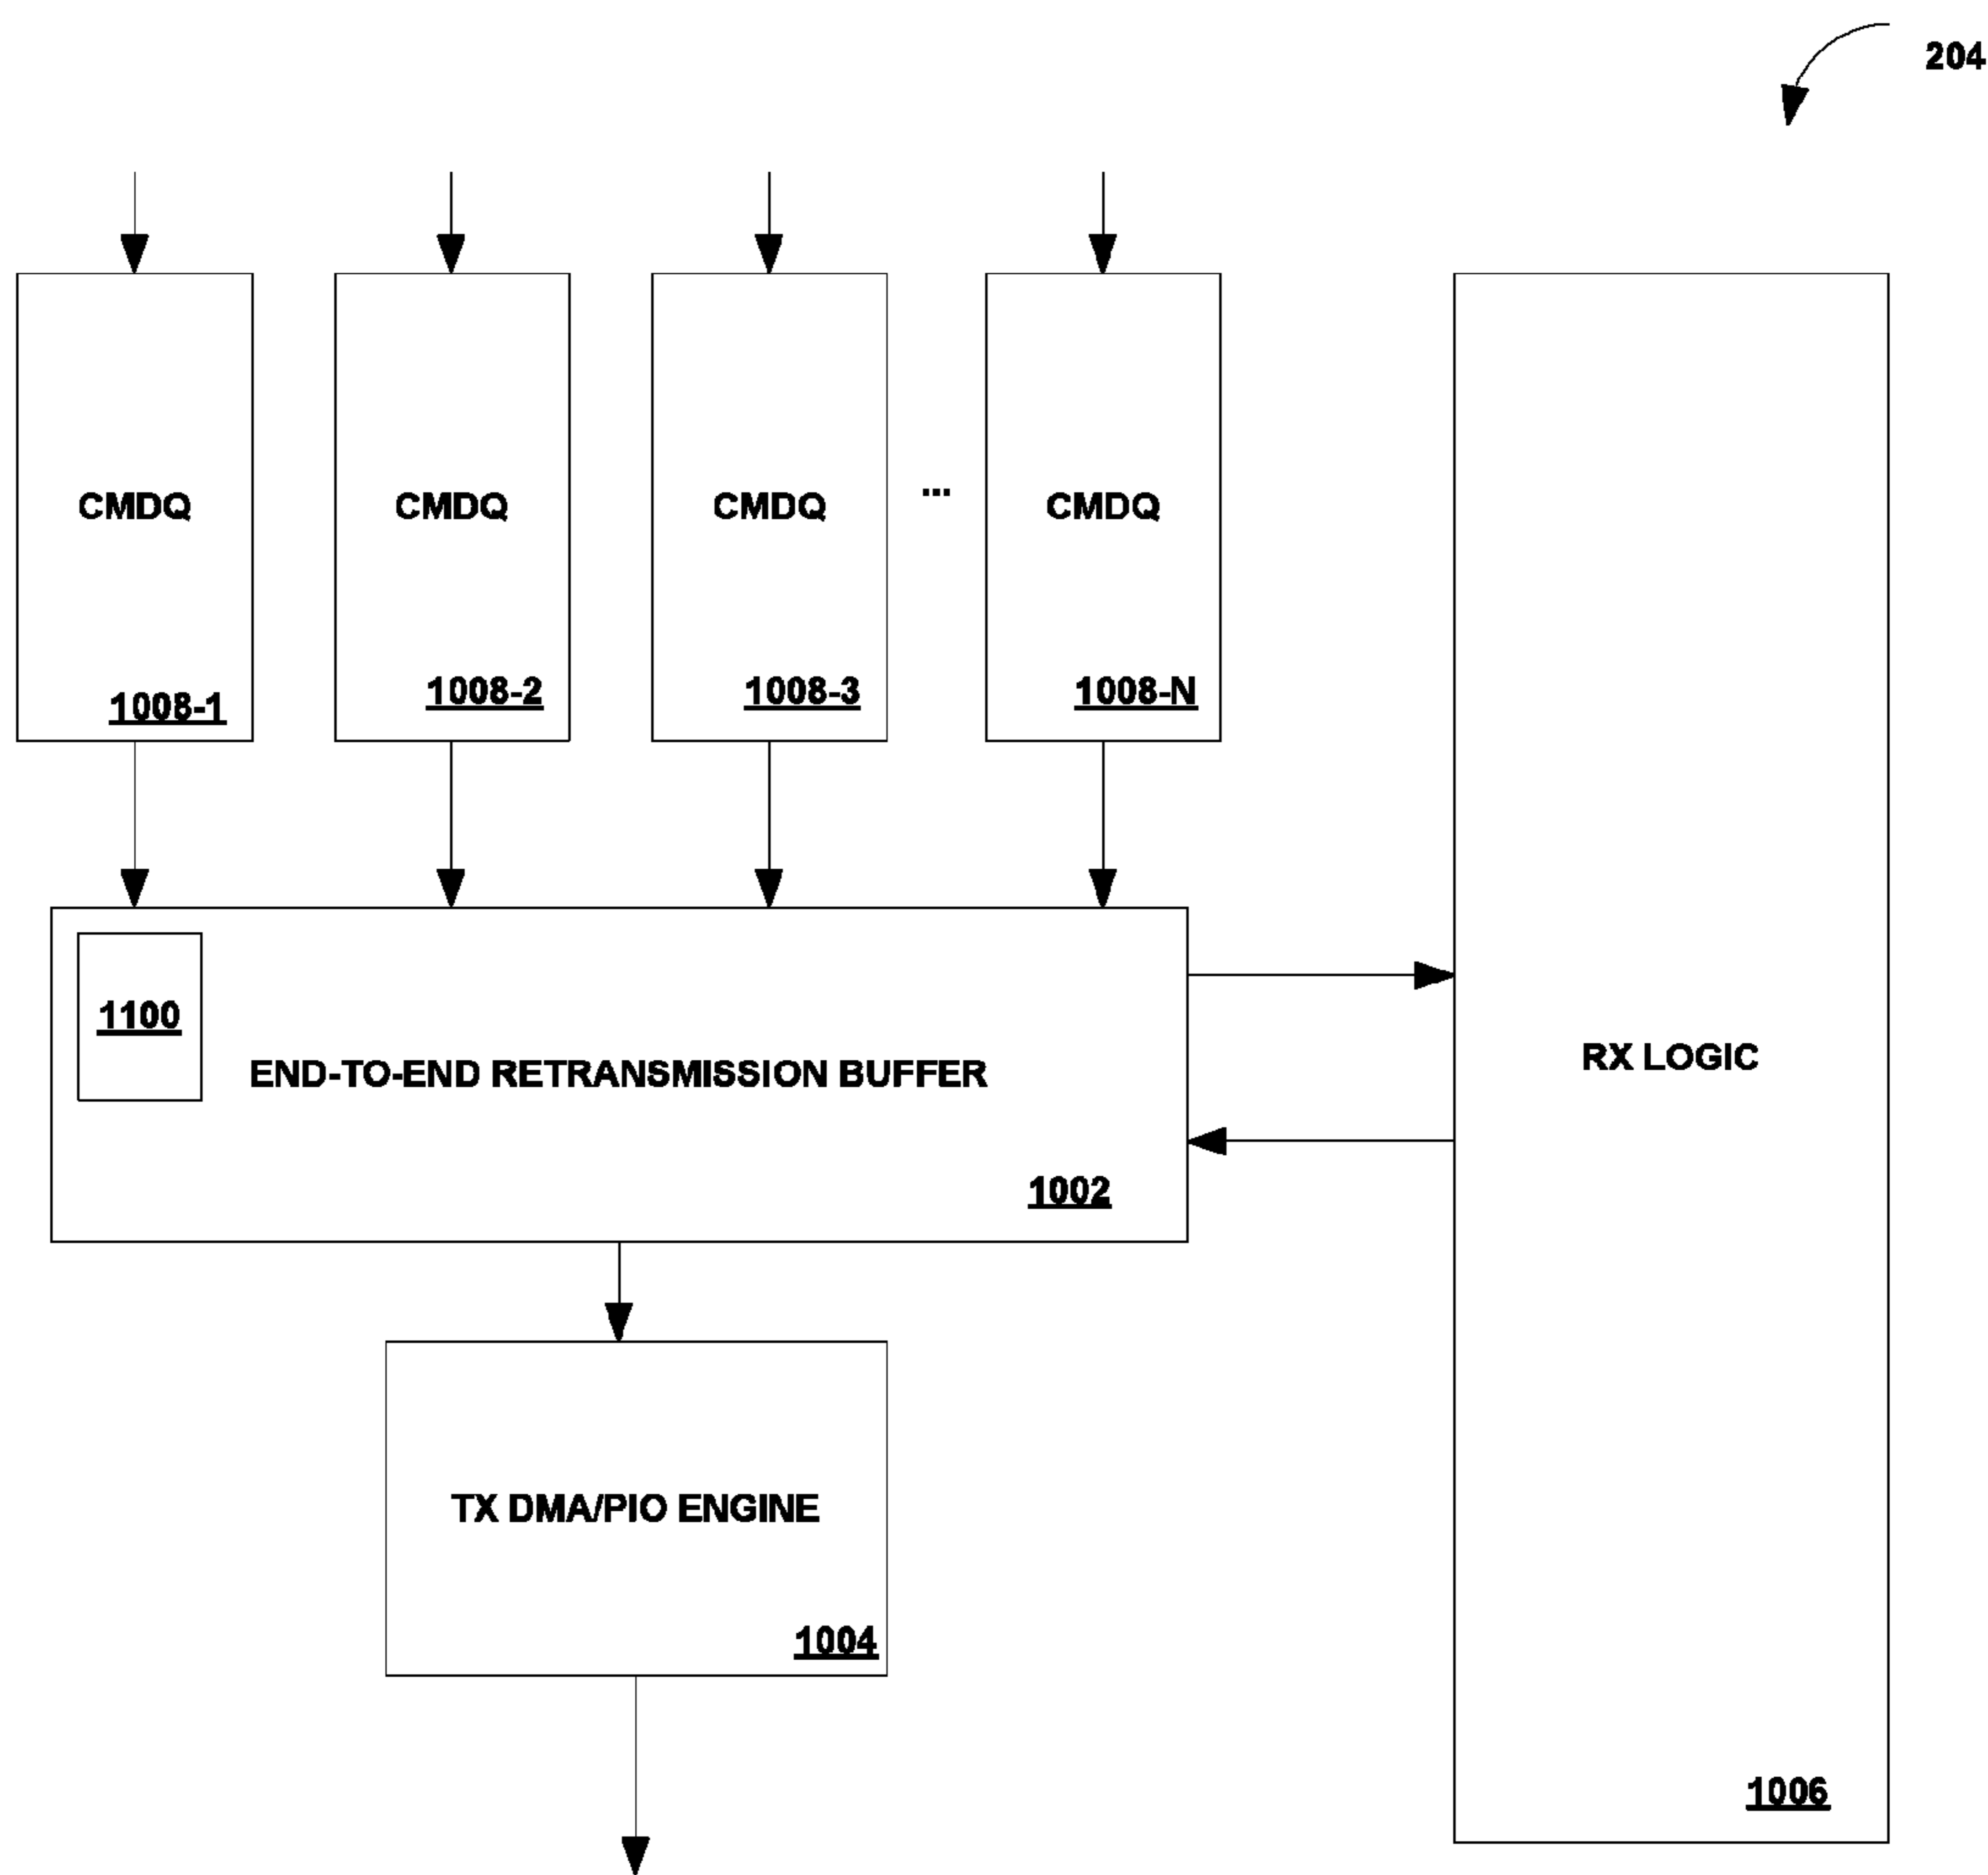 204
CMDQ
CMDQ
CMDQ
...
CMDQ
1008-1
1008-2
1008-3
1008-N
1100
END-TO-END RETRANSMISSION BUFFER
1002
RX LOGIC
TX DMA/PIO ENGINE
1004
1006